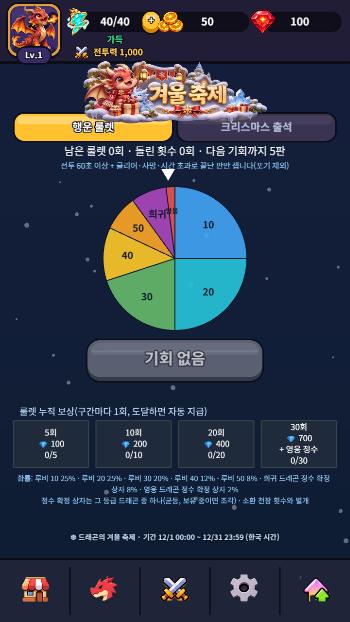 40/40
50
100
가득
Lv.1
전투력 1,000
겨울 축제
행운 룰렛
크리스마스 출석
남은 룰렛 0회 · 돌린 횟수 0회 · 다음 기회까지 5판
전투 60초 이상 + 클리어·사망·시간 초과로 끝난 판만 셉니다(포기 제외)
희귀
50
10
40
30
20
기회 없음
룰렛 누적 보상(구간마다 1회, 도달하면 자동 지급)
5회
100
0/5
10회
200
0/10
20회
400
0/20
30회
700
+ 영웅 정수
0/30
확률: 루비 10 25% · 루비 20 25% · 루비 30 20% · 루비 40 12% · 루비 50 8% · 희귀 드래곤 정수 확정
상자 8% · 영웅 드래곤 정수 확정 상자 2%
정수 확정 상자는 그 등급 드래곤 중 하나(균등, 보유 중이면 조각) · 소환 천장 횟수와 별개
❄ 드래곤의 겨울 축제 · 기간 12/1 00:00 ~ 12/31 23:59 (한국 시간)